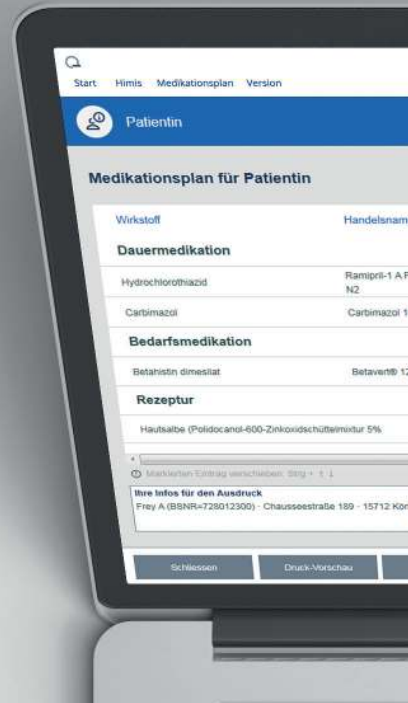 Start Himis Medikationsplan Version
Patientin
Medikationsplan für Patientin
Wirkstoff Handelsnam
Dauermedikation
Hydrochlorothiazid Ramipril-1 A P
N2
Carbimazol Carbimazol 1
Bedarfsmedikation
Betahistin dimesilat Betavert® 12
Rezeptur
Hautsalbe (Polidocanol-600-Zinkoxidschüttelmixtur 5%
Markierten Eintrag verschieben: Strg + ↑ ↓
Ihre Infos für den Ausdruck
Frey A (BSNR=728012300) · Chausseestraße 189 · 15712 Kön
Schliessen Druck-Vorschau